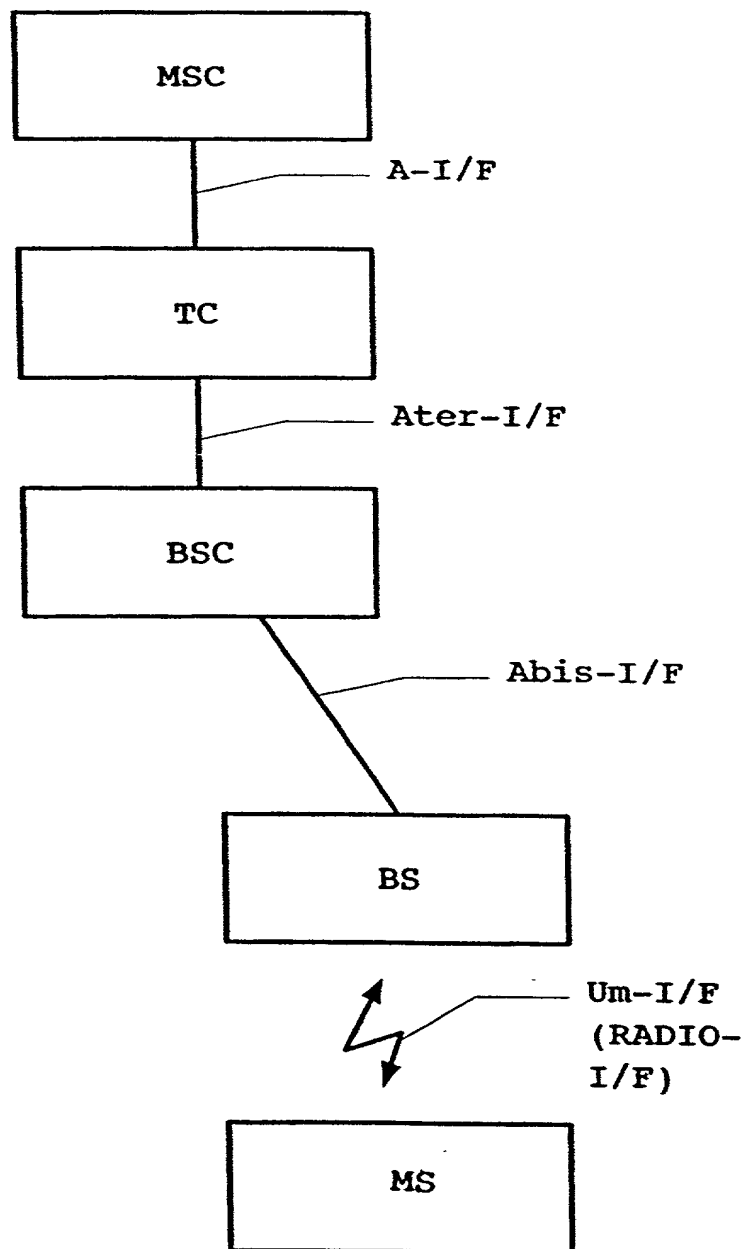 MSC
A-I/F
TC
Ater-I/F
BSC
Abis-I/F
BS
Um-I/F
(RADIO-
I/F)
MS